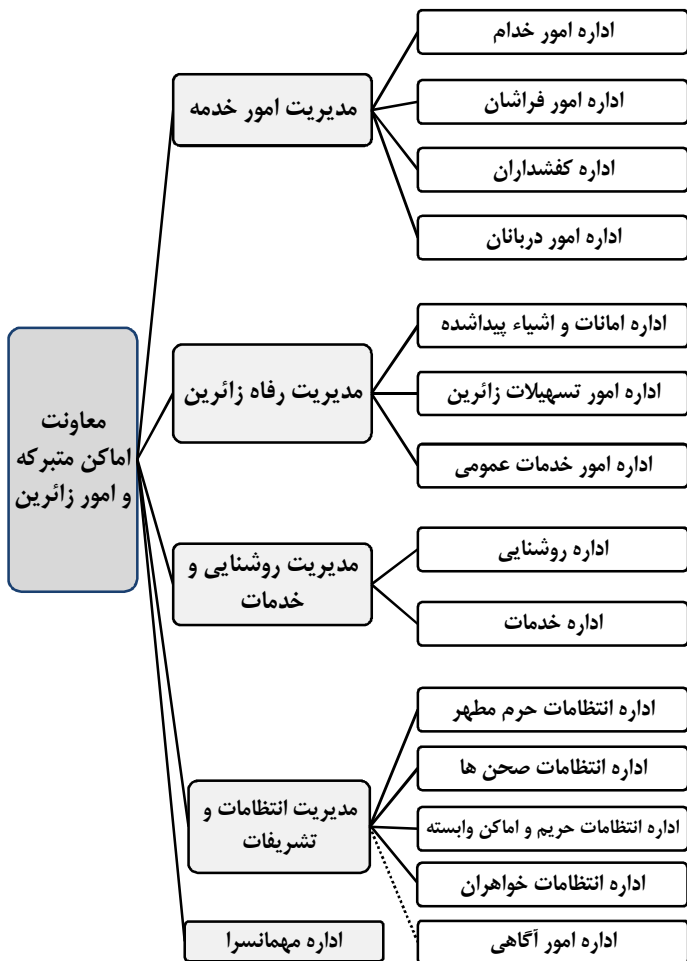 معاونت
اماکن متبرکه
و امور زائرین
مدیریت امور خدمه
اداره امور خدام
اداره امور فراشان
اداره کفشداران
اداره امور دربانان
مدیریت رفاه زائرین
اداره امانات و اشیاء پیداشده
اداره امور تسهیلات زائرین
اداره امور خدمات عمومی
مدیریت روشنایی و
خدمات
اداره روشنایی
اداره خدمات
مدیریت انتظامات و
تشریفات
اداره انتظامات حرم مطهر
اداره انتظامات صحن ها
اداره انتظامات حریم و اماکن وابسته
اداره انتظامات خواهران
اداره امور آگاهی
اداره مهمانسرا